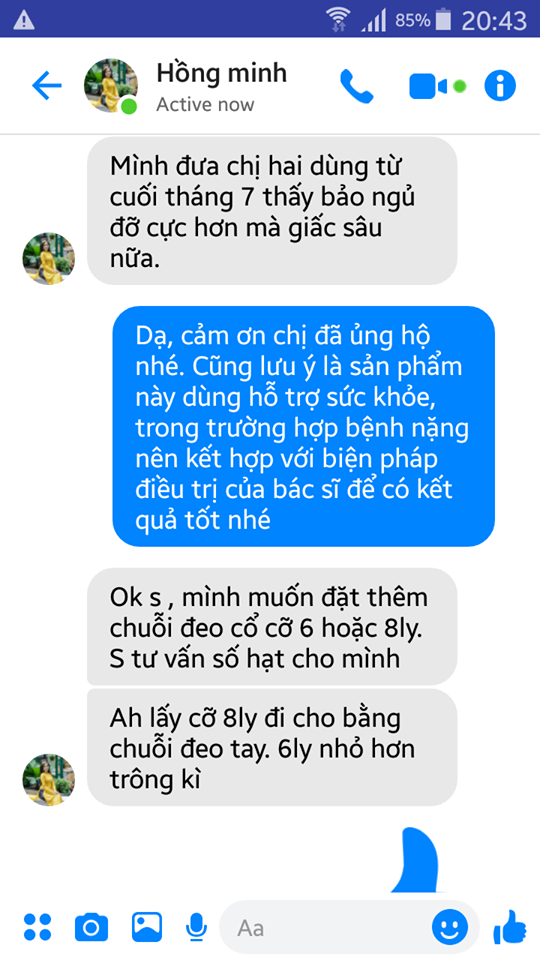 85% 20:43
Hồng minh
Active now
Mình đưa chị hai dùng từ
cuối tháng 7 thấy bảo ngủ
đỡ cực hơn mà giấc sâu
nữa.
Dạ, cảm ơn chị đã ủng hộ
nhé. Cũng lưu ý là sản phẩm
này dùng hỗ trợ sức khỏe,
trong trường hợp bệnh nặng
nên kết hợp với biện pháp
điều trị của bác sĩ để có kết
quả tốt nhé
Ok s , mình muốn đặt thêm
chuỗi đeo cổ cỡ 6 hoặc 8ly.
S tư vấn số hạt cho mình
Ah lấy cỡ 8ly đi cho bằng
chuỗi đeo tay. 6ly nhỏ hơn
trông kì
Aa